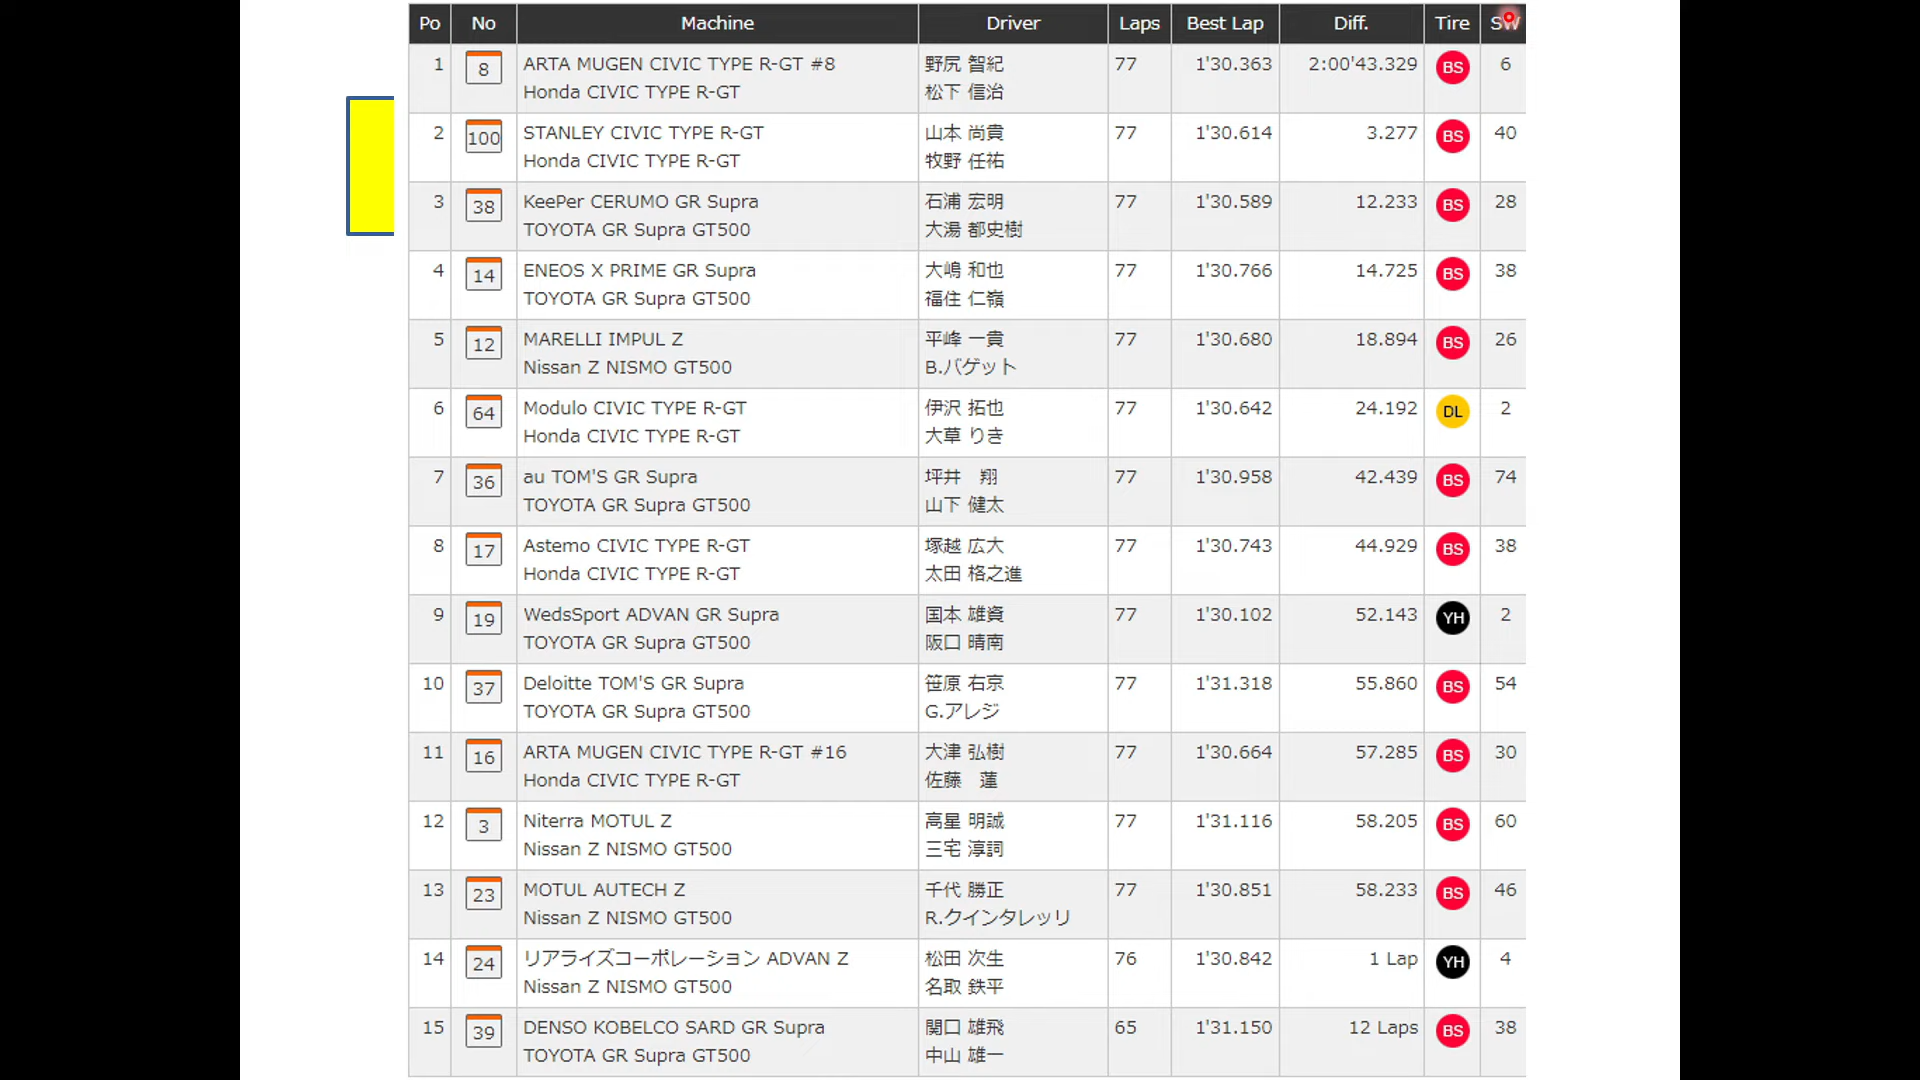 Po No Machine Driver Laps Best Lap Diff. Tire SW
1 8 ARTA MUGEN CIVIC TYPE R-GT #8 野尻 智紀 77 1'30.363 2:00'43.329 BS 6
Honda CIVIC TYPE R-GT 松下 信治
2 100 STANLEY CIVIC TYPE R-GT 山本 尚貴 77 1'30.614 3.277 BS 40
Honda CIVIC TYPE R-GT 牧野 任祐
3 38 KeePer CERUMO GR Supra 石浦 宏明 77 1'30.589 12.233 BS 28
TOYOTA GR Supra GT500 大湯 都史樹
4 14 ENEOS X PRIME GR Supra 大嶋 和也 77 1'30.766 14.725 BS 38
TOYOTA GR Supra GT500 福住 仁嶺
5 12 MARELLI IMPUL Z 平峰 一貴 77 1'30.680 18.894 BS 26
Nissan Z NISMO GT500 B.バゲット
6 64 Modulo CIVIC TYPE R-GT 伊沢 拓也 77 1'30.642 24.192 DL 2
Honda CIVIC TYPE R-GT 大草 りき
7 36 au TOM'S GR Supra 坪井　翔 77 1'30.958 42.439 BS 74
TOYOTA GR Supra GT500 山下 健太
8 17 Astemo CIVIC TYPE R-GT 塚越 広大 77 1'30.743 44.929 BS 38
Honda CIVIC TYPE R-GT 太田 格之進
9 19 WedsSport ADVAN GR Supra 国本 雄資 77 1'30.102 52.143 YH 2
TOYOTA GR Supra GT500 阪口 晴南
10 37 Deloitte TOM'S GR Supra 笹原 右京 77 1'31.318 55.860 BS 54
TOYOTA GR Supra GT500 G.アレジ
11 16 ARTA MUGEN CIVIC TYPE R-GT #16 大津 弘樹 77 1'30.664 57.285 BS 30
Honda CIVIC TYPE R-GT 佐藤　蓮
12 3 Niterra MOTUL Z 高星 明誠 77 1'31.116 58.205 BS 60
Nissan Z NISMO GT500 三宅 淳詞
13 23 MOTUL AUTECH Z 千代 勝正 77 1'30.851 58.233 BS 46
Nissan Z NISMO GT500 R.クインタレッリ
14 24 リアライズコーポレーション ADVAN Z 松田 次生 76 1'30.842 1 Lap YH 4
Nissan Z NISMO GT500 名取 鉄平
15 39 DENSO KOBELCO SARD GR Supra 関口 雄飛 65 1'31.150 12 Laps BS 38
TOYOTA GR Supra GT500 中山 雄一